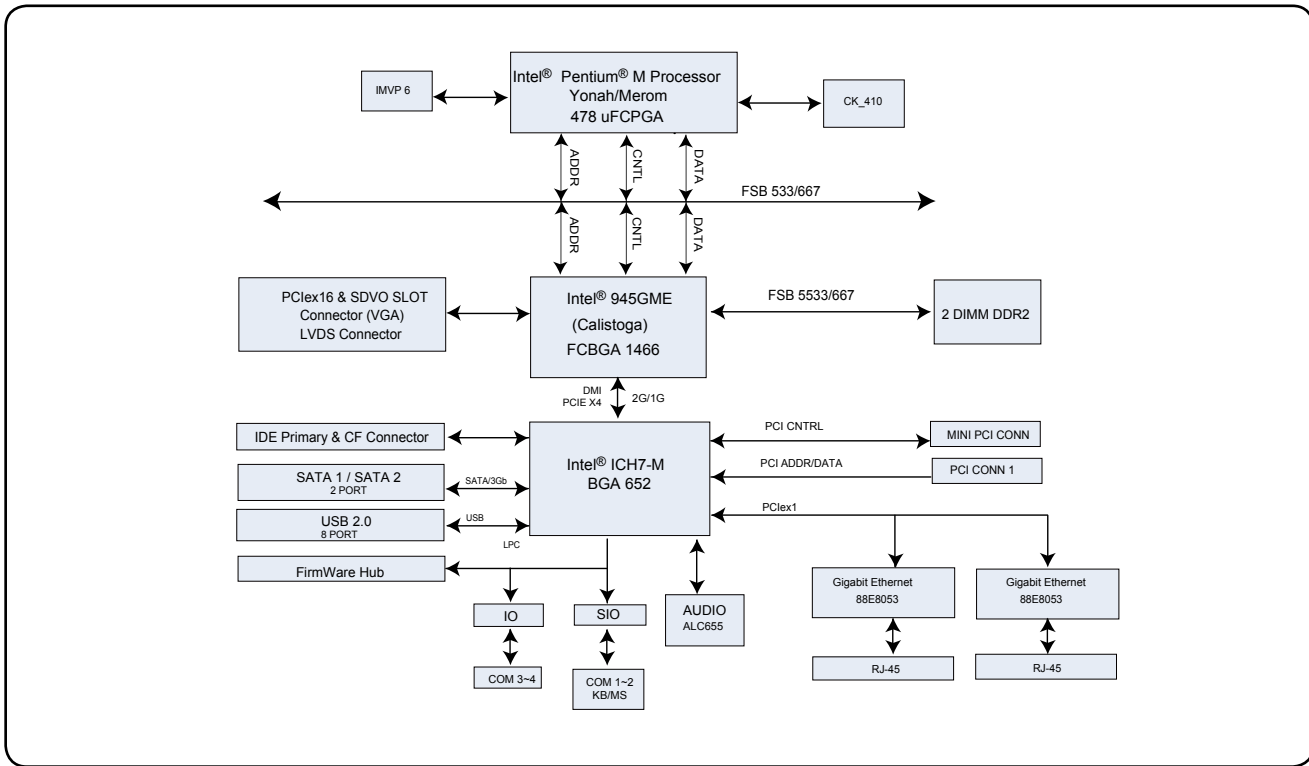 Intel® Pentium® M Processor
Yonah/Merom
478 uFCPGA
IMVP 6
CK_410
ADDR
CNTL
DATA
FSB 533/667
ADDR
CNTL
DATA
PCIex16 & SDVO SLOT
Connector (VGA)
LVDS Connector
Intel® 945GME
(Calistoga)
FCBGA 1466
FSB 5533/667
2 DIMM DDR2
DMI
PCIE X4
2G/1G
IDE Primary & CF Connector
Intel® ICH7-M
BGA 652
PCI CNTRL
MINI PCI CONN
SATA 1 / SATA 2
2 PORT
SATA/3Gb
PCI ADDR/DATA
PCI CONN 1
USB 2.0
8 PORT
USB
PCIex1
LPC
FirmWare Hub
IO
SIO
AUDIO
ALC655
Gigabit Ethernet
88E8053
Gigabit Ethernet
88E8053
COM 3~4
COM 1~2
KB/MS
RJ-45
RJ-45